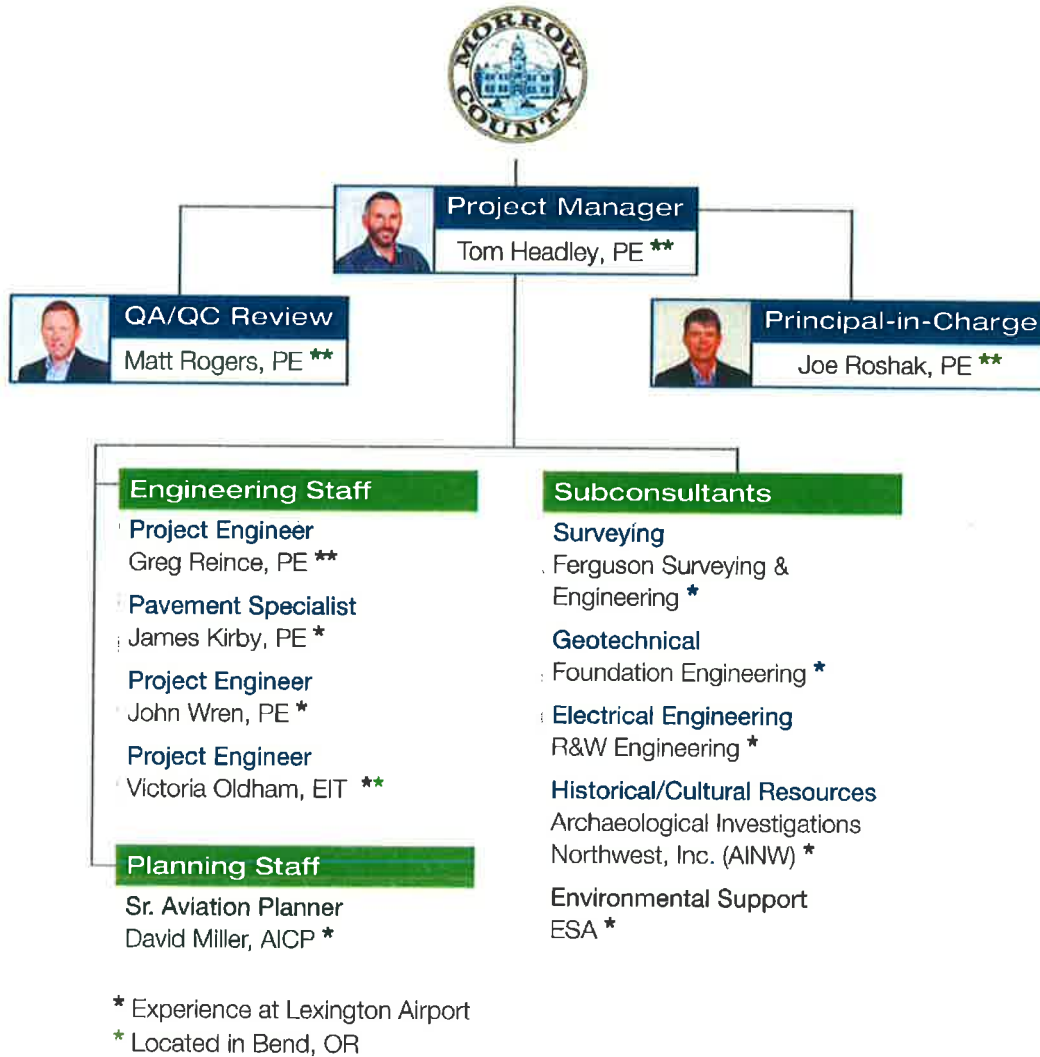 MORROW
COUNTY
Project Manager
Tom Headley, PE **
QA/QC Review
Matt Rogers, PE **
Principal-in-Charge
Joe Roshak, PE **
Engineering Staff
Project Engineer
Greg Reince, PE **
Pavement Specialist
James Kirby, PE *
Project Engineer
John Wren, PE *
Project Engineer
Victoria Oldham, EIT **
Planning Staff
Sr. Aviation Planner
David Miller, AICP *
Subconsultants
Surveying
Ferguson Surveying &
Engineering *
Geotechnical
Foundation Engineering *
Electrical Engineering
R&W Engineering *
Historical/Cultural Resources
Archaeological Investigations
Northwest, Inc. (AINW) *
Environmental Support
ESA *
* Experience at Lexington Airport
* Located in Bend, OR